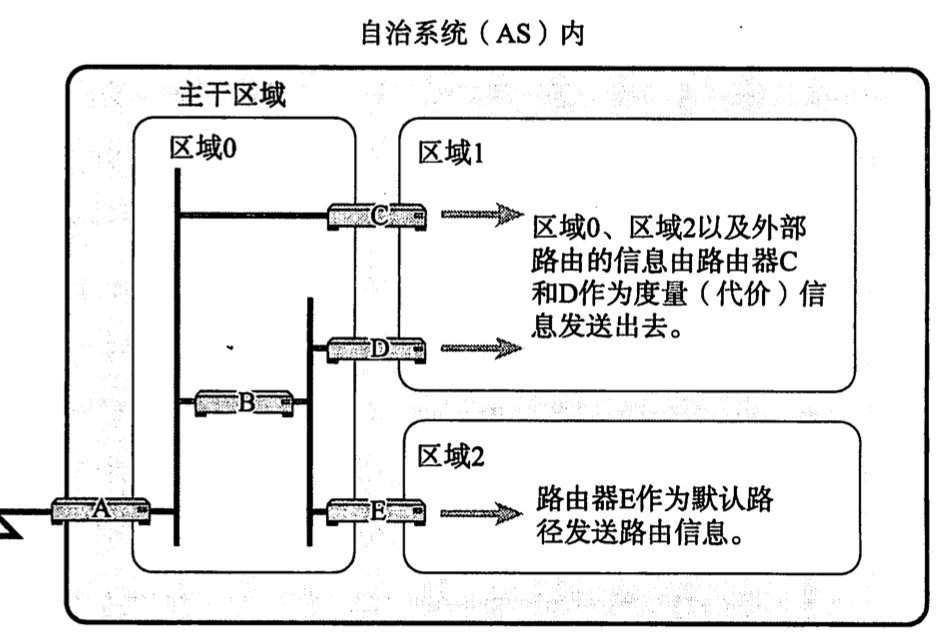 自治系统（AS）内
主干区域
区域0
区域1
C
区域0、区域2以及外部
路由的信息由路由器C
和D作为度量（代价）信
息发送出去。
D
B
区域2
A
E
路由器E作为默认路
径发送路由信息。